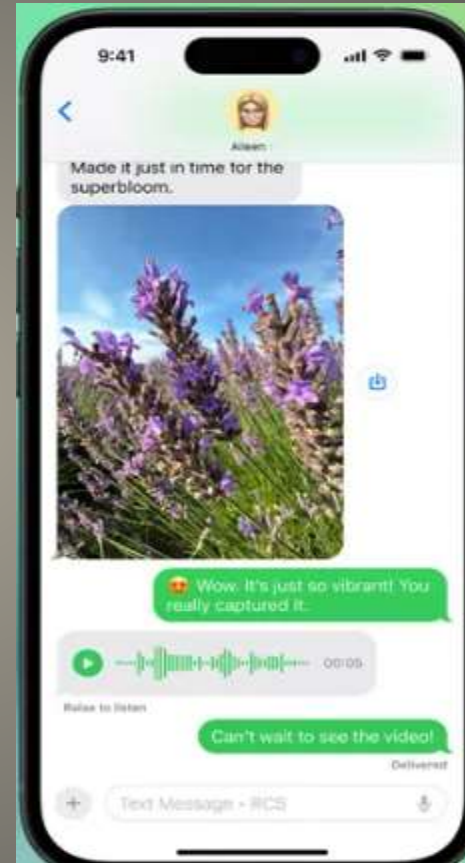 9:41
Aileen
Made it just in time for the
superbloom.
😍 Wow. It's just so vibrant! You
really captured it.
00:05
Raise to listen
Can't wait to see the video!
Delivered
Text Message • RCS